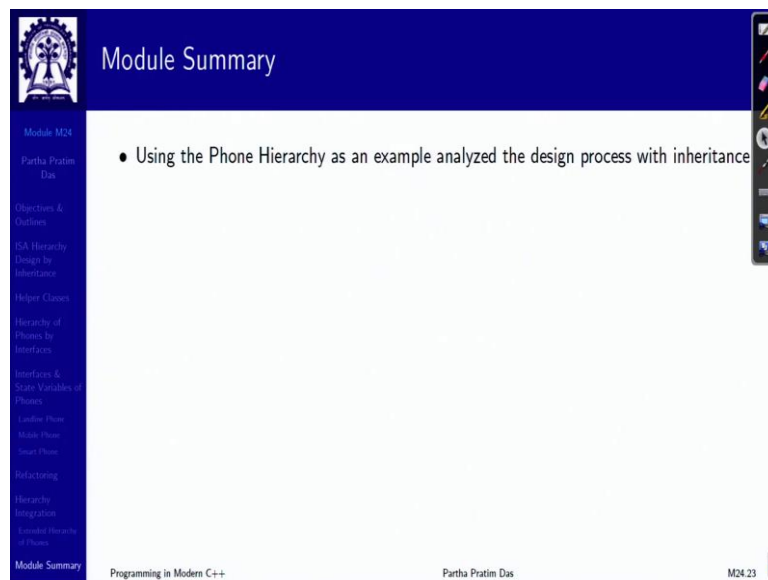 Module Summary
Module M24
Partha Pratim
Das
Objectives &
Outlines
ISA Hierarchy
Design by
Inheritance
Helper Classes
Hierarchy of
Phones by
Interfaces
Interfaces &
State Variables of
Phones
Landline Phone
Mobile Phone
Smart Phone
Refactoring
Hierarchy
Integration
Extended Hierarchy
of Phones
Module Summary
• Using the Phone Hierarchy as an example analyzed the design process with inheritance
Programming in Modern C++
Partha Pratim Das
M24.23